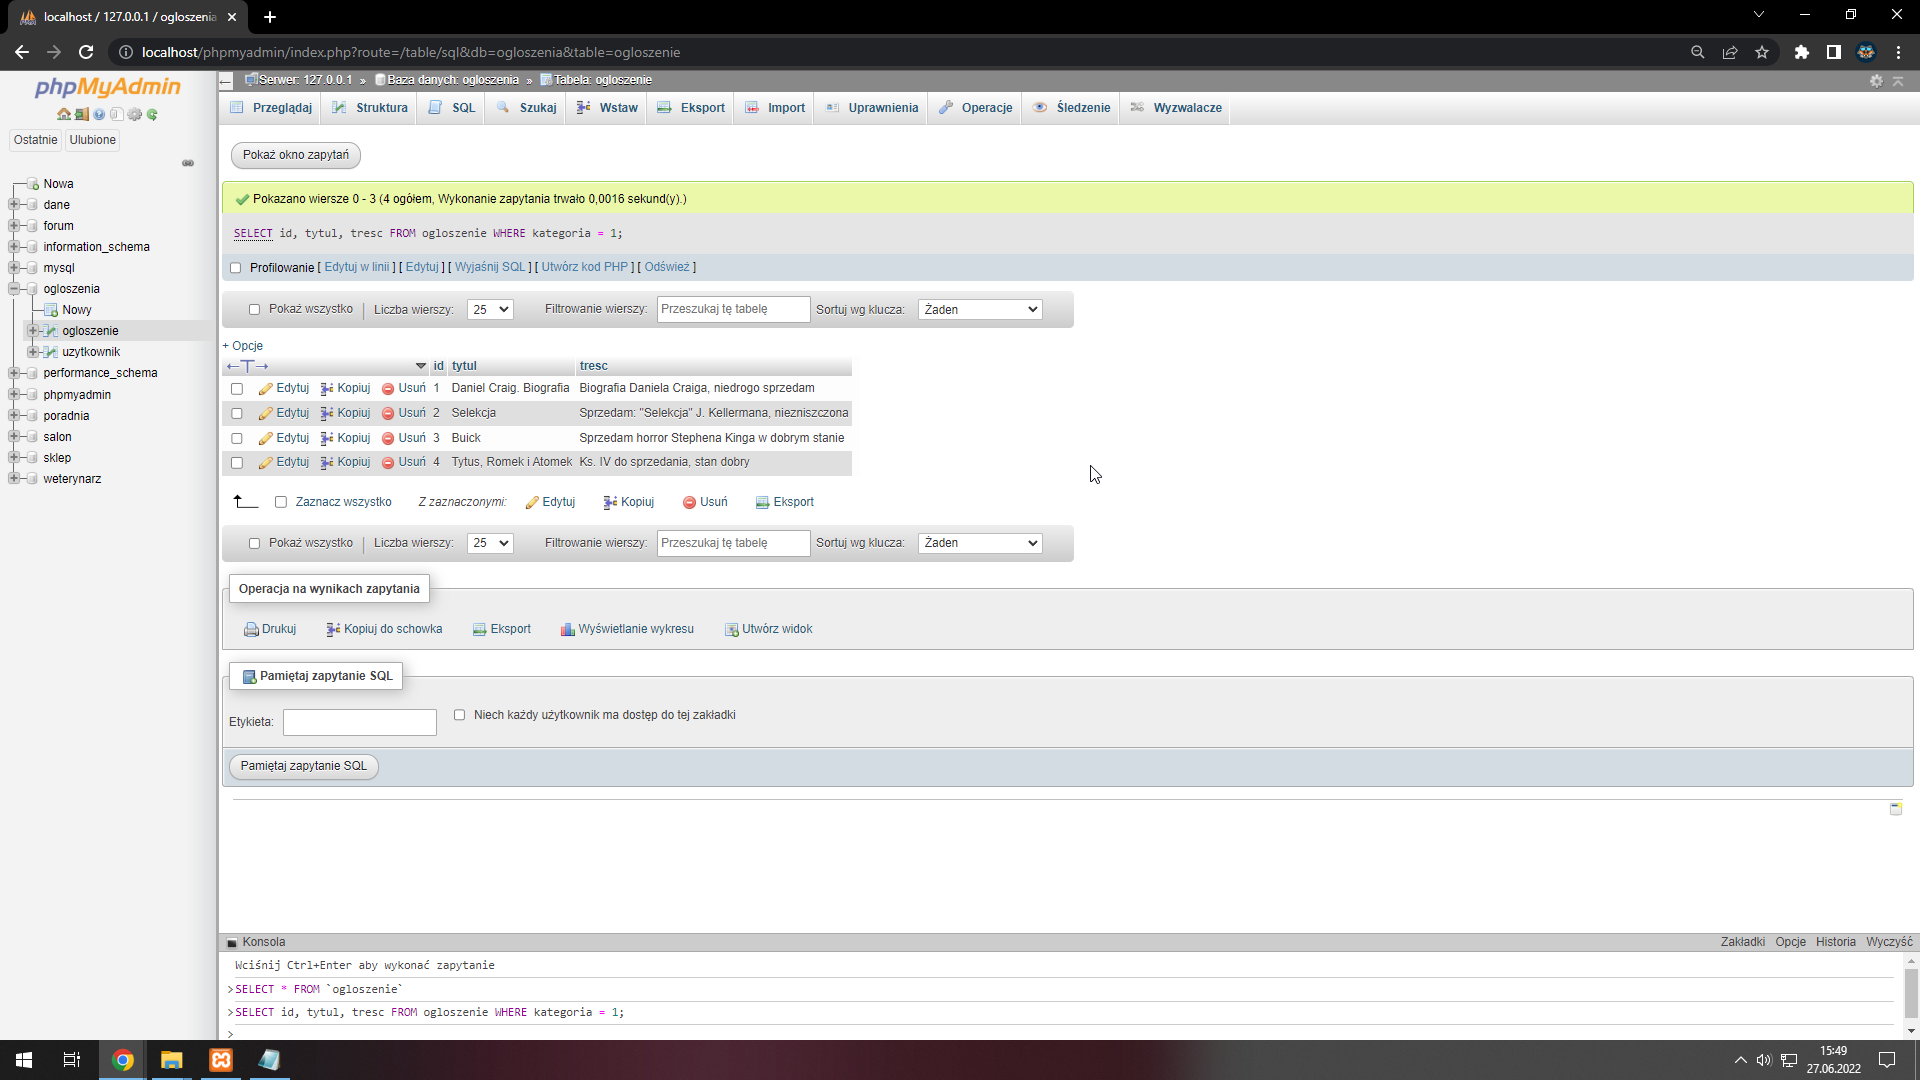 localhost / 127.0.0.1 / ogloszenia
localhost/phpmyadmin/index.php?route=/table/sql&db=ogloszenia&table=ogloszenie
phpMyAdmin
Ostatnie Ulubione
Nowa
dane
forum
information_schema
mysql
ogloszenia
Nowy
ogloszenie
uzytkownik
performance_schema
phpmyadmin
poradnia
salon
sklep
weterynarz
Serwer: 127.0.0.1 » Baza danych: ogloszenia » Tabela: ogloszenie
Przeglądaj Struktura SQL Szukaj Wstaw Eksport Import Uprawnienia Operacje Śledzenie Wyzwalacze
Pokaż okno zapytań
Pokazano wiersze 0 - 3 (4 ogółem, Wykonanie zapytania trwało 0,0016 sekund(y).)
SELECT id, tytul, tresc FROM ogloszenie WHERE kategoria = 1;
Profilowanie [ Edytuj w linii ] [ Edytuj ] [ Wyjaśnij SQL ] [ Utwórz kod PHP ] [ Odśwież ]
Pokaż wszystko | Liczba wierszy: 25 Filtrowanie wierszy: Przeszukaj tę tabelę Sortuj wg klucza: Żaden
+ Opcje
←T→ id tytul tresc
Edytuj Kopiuj Usuń 1 Daniel Craig. Biografia Biografia Daniela Craiga, niedrogo sprzedam
Edytuj Kopiuj Usuń 2 Selekcja Sprzedam: "Selekcja" J. Kellermana, niezniszczona
Edytuj Kopiuj Usuń 3 Buick Sprzedam horror Stephena Kinga w dobrym stanie
Edytuj Kopiuj Usuń 4 Tytus, Romek i Atomek Ks. IV do sprzedania, stan dobry
Zaznacz wszystko Z zaznaczonymi: Edytuj Kopiuj Usuń Eksport
Pokaż wszystko | Liczba wierszy: 25 Filtrowanie wierszy: Przeszukaj tę tabelę Sortuj wg klucza: Żaden
Operacja na wynikach zapytania
Drukuj Kopiuj do schowka Eksport Wyświetlanie wykresu Utwórz widok
Pamiętaj zapytanie SQL
Etykieta: Niech każdy użytkownik ma dostęp do tej zakładki
Pamiętaj zapytanie SQL
Konsola Zakładki Opcje Historia Wyczyść
Wciśnij Ctrl+Enter aby wykonać zapytanie
>SELECT * FROM `ogloszenie`
>SELECT id, tytul, tresc FROM ogloszenie WHERE kategoria = 1;
>
15:49
27.06.2022